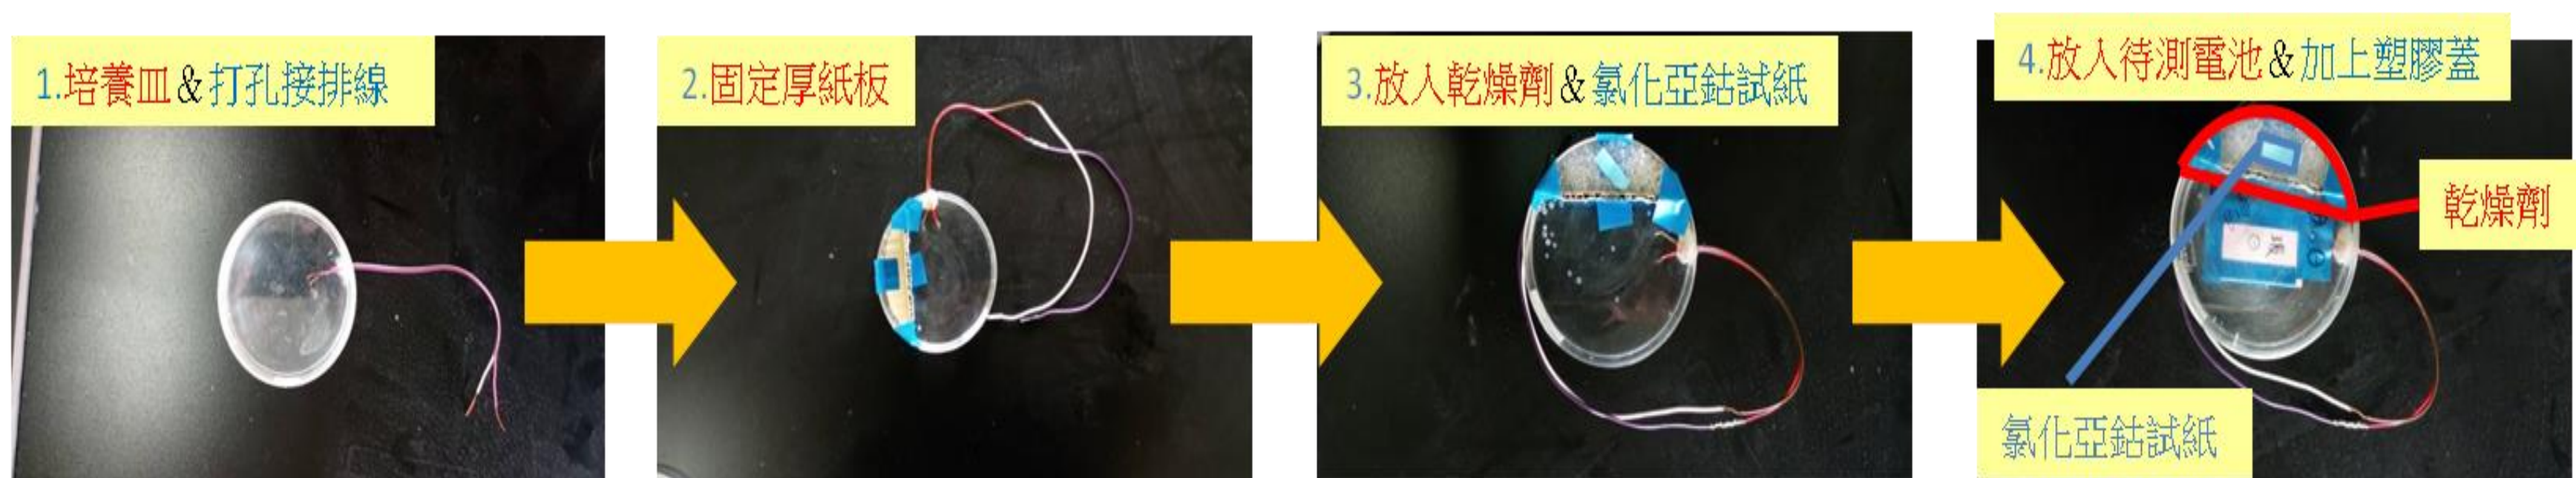 1.培養皿&打孔接排線
2.固定厚紙板
3.放入乾燥劑&氯化亞鈷試紙
4.放入待測電池&加上塑膠蓋
乾燥劑
氯化亞鈷試紙